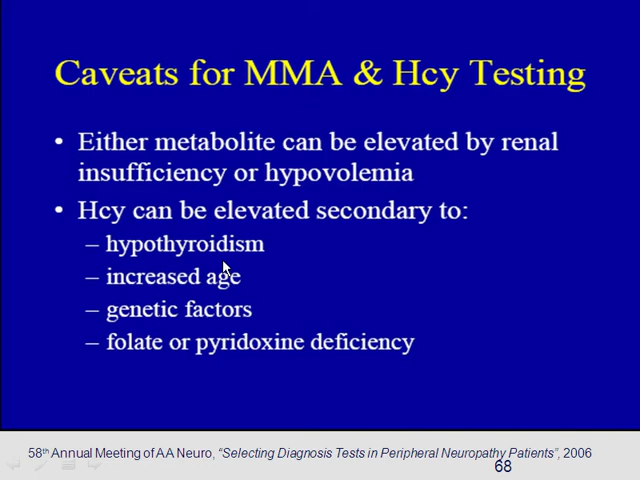 Caveats for MMA & Hcy Testing
• Either metabolite can be elevated by renal
insufficiency or hypovolemia
• Hcy can be elevated secondary to:
– hypothyroidism
– increased age
– genetic factors
– folate or pyridoxine deficiency
58th Annual Meeting of AA Neuro, “Selecting Diagnosis Tests in Peripheral Neuropathy Patients”, 2006
68